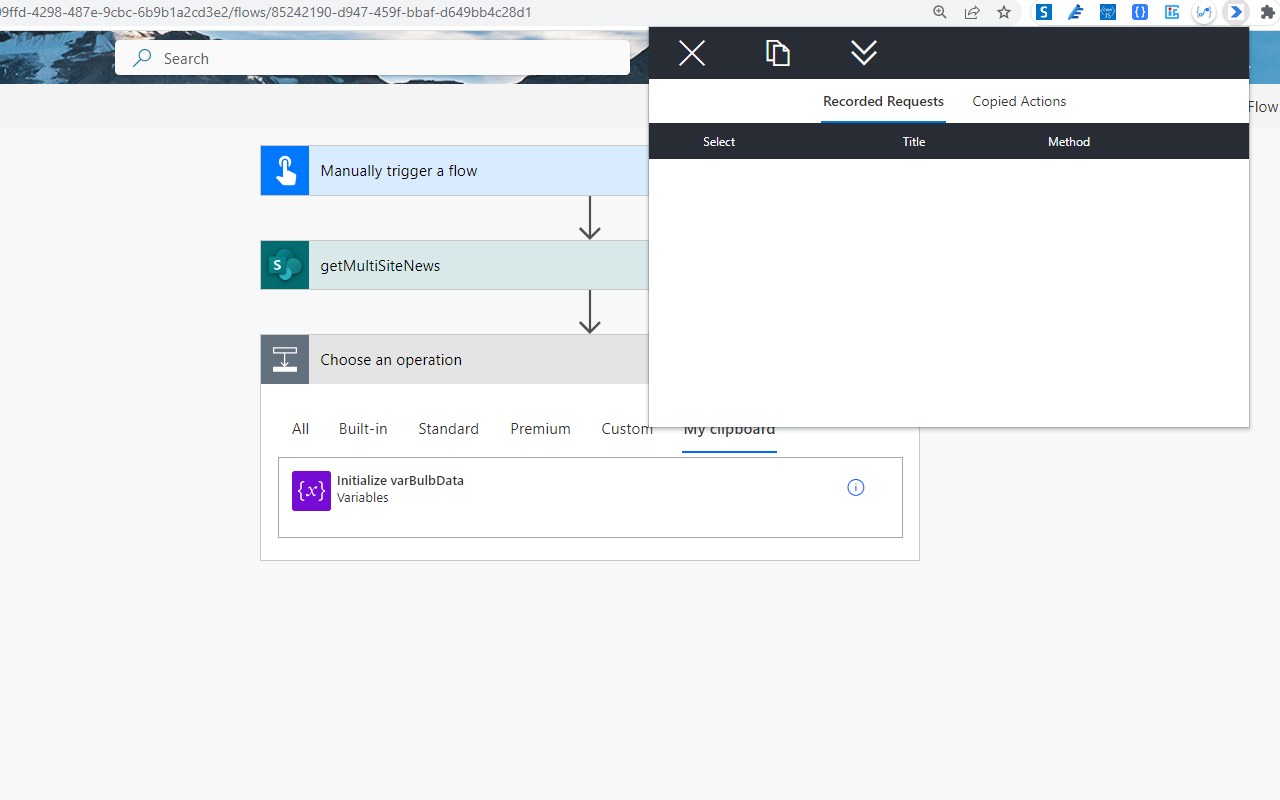 09ffd-4298-487e-9cbc-6b9b1a2cd3e2/flows/85242190-d947-459f-bbaf-d649bb4c28d1
Search
Recorded Requests Copied Actions
Flow
Select Title Method
Manually trigger a flow
getMultiSiteNews
Choose an operation
All Built-in Standard Premium Custom My clipboard
Initialize varBulbData
Variables